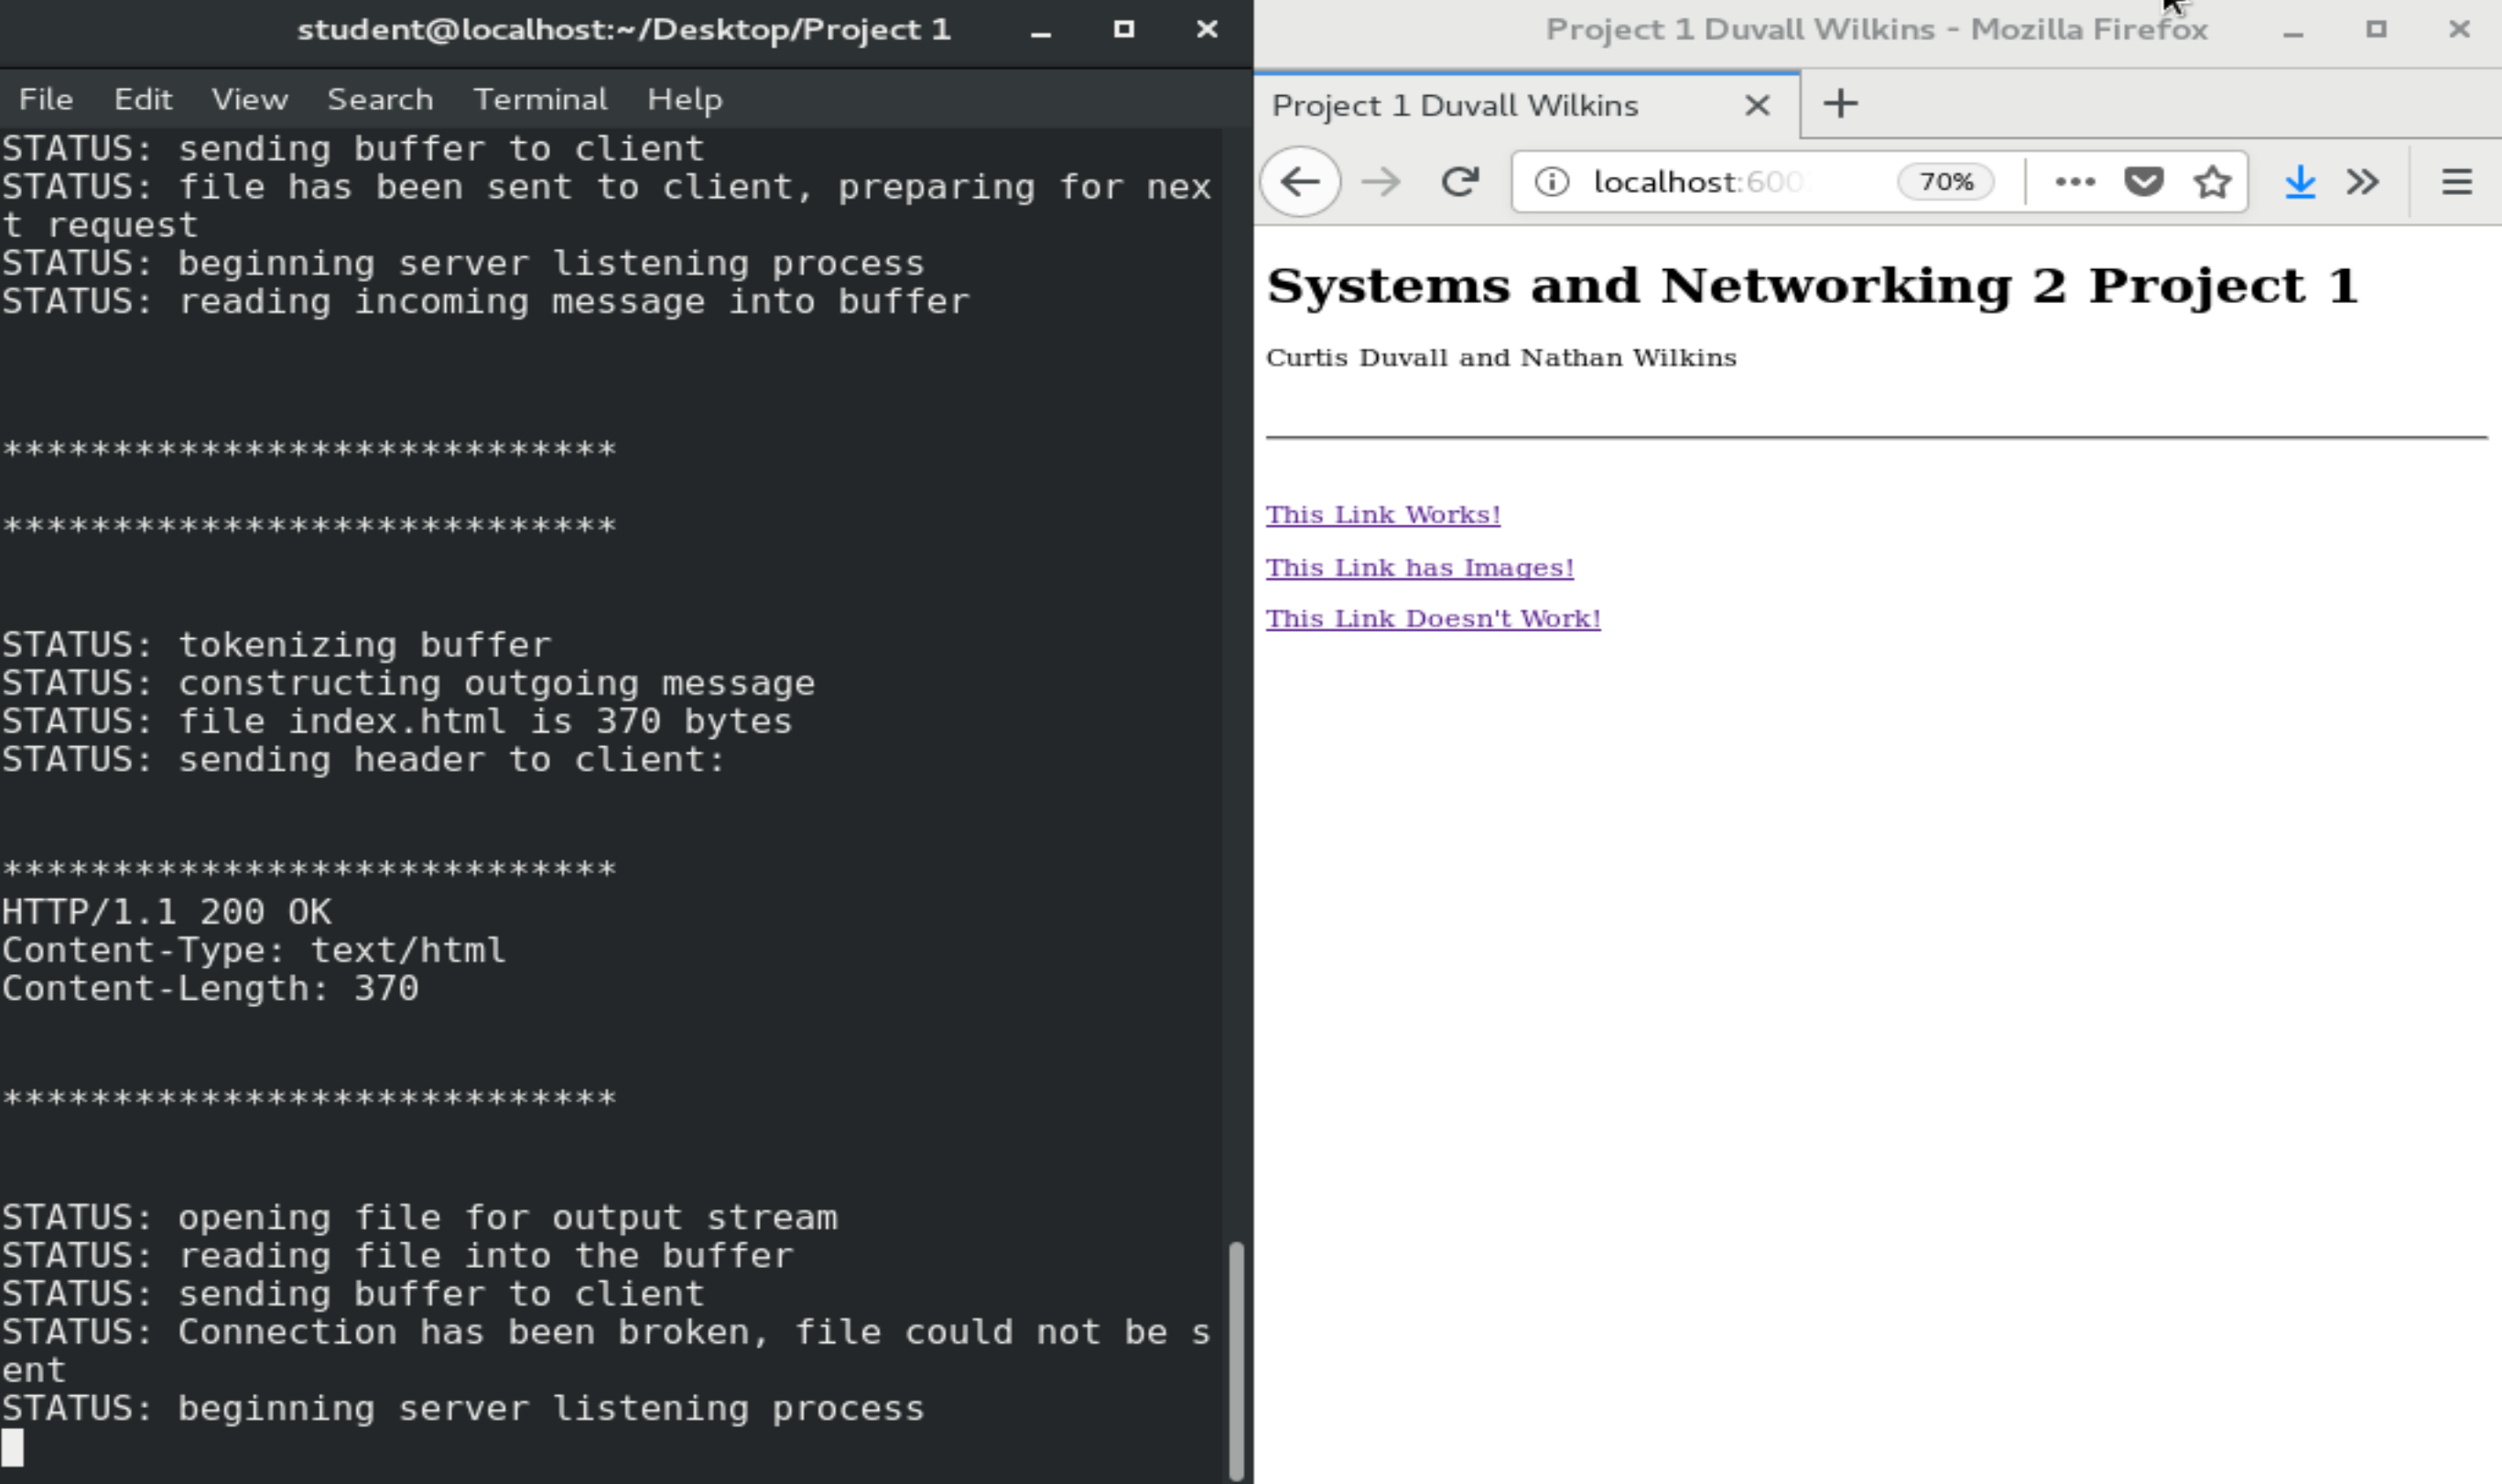 student@localhost:~/Desktop/Project 1
File Edit View Search Terminal Help
STATUS: sending buffer to client
STATUS: file has been sent to client, preparing for nex
t request
STATUS: beginning server listening process
STATUS: reading incoming message into buffer
****************************
****************************
STATUS: tokenizing buffer
STATUS: constructing outgoing message
STATUS: file index.html is 370 bytes
STATUS: sending header to client:
****************************
HTTP/1.1 200 OK
Content-Type: text/html
Content-Length: 370
****************************
STATUS: opening file for output stream
STATUS: reading file into the buffer
STATUS: sending buffer to client
STATUS: Connection has been broken, file could not be s
ent
STATUS: beginning server listening process
Project 1 Duvall Wilkins - Mozilla Firefox
Project 1 Duvall Wilkins
localhost:600
70%
Systems and Networking 2 Project 1
Curtis Duvall and Nathan Wilkins
This Link Works!
This Link has Images!
This Link Doesn't Work!